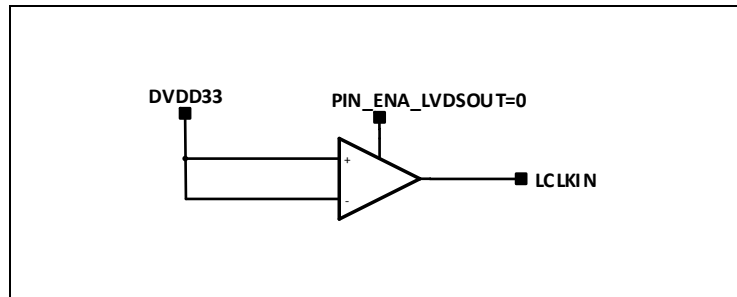 DVDD33
PIN_ENA_LVDSOUT=0
+
-
LCLKIN